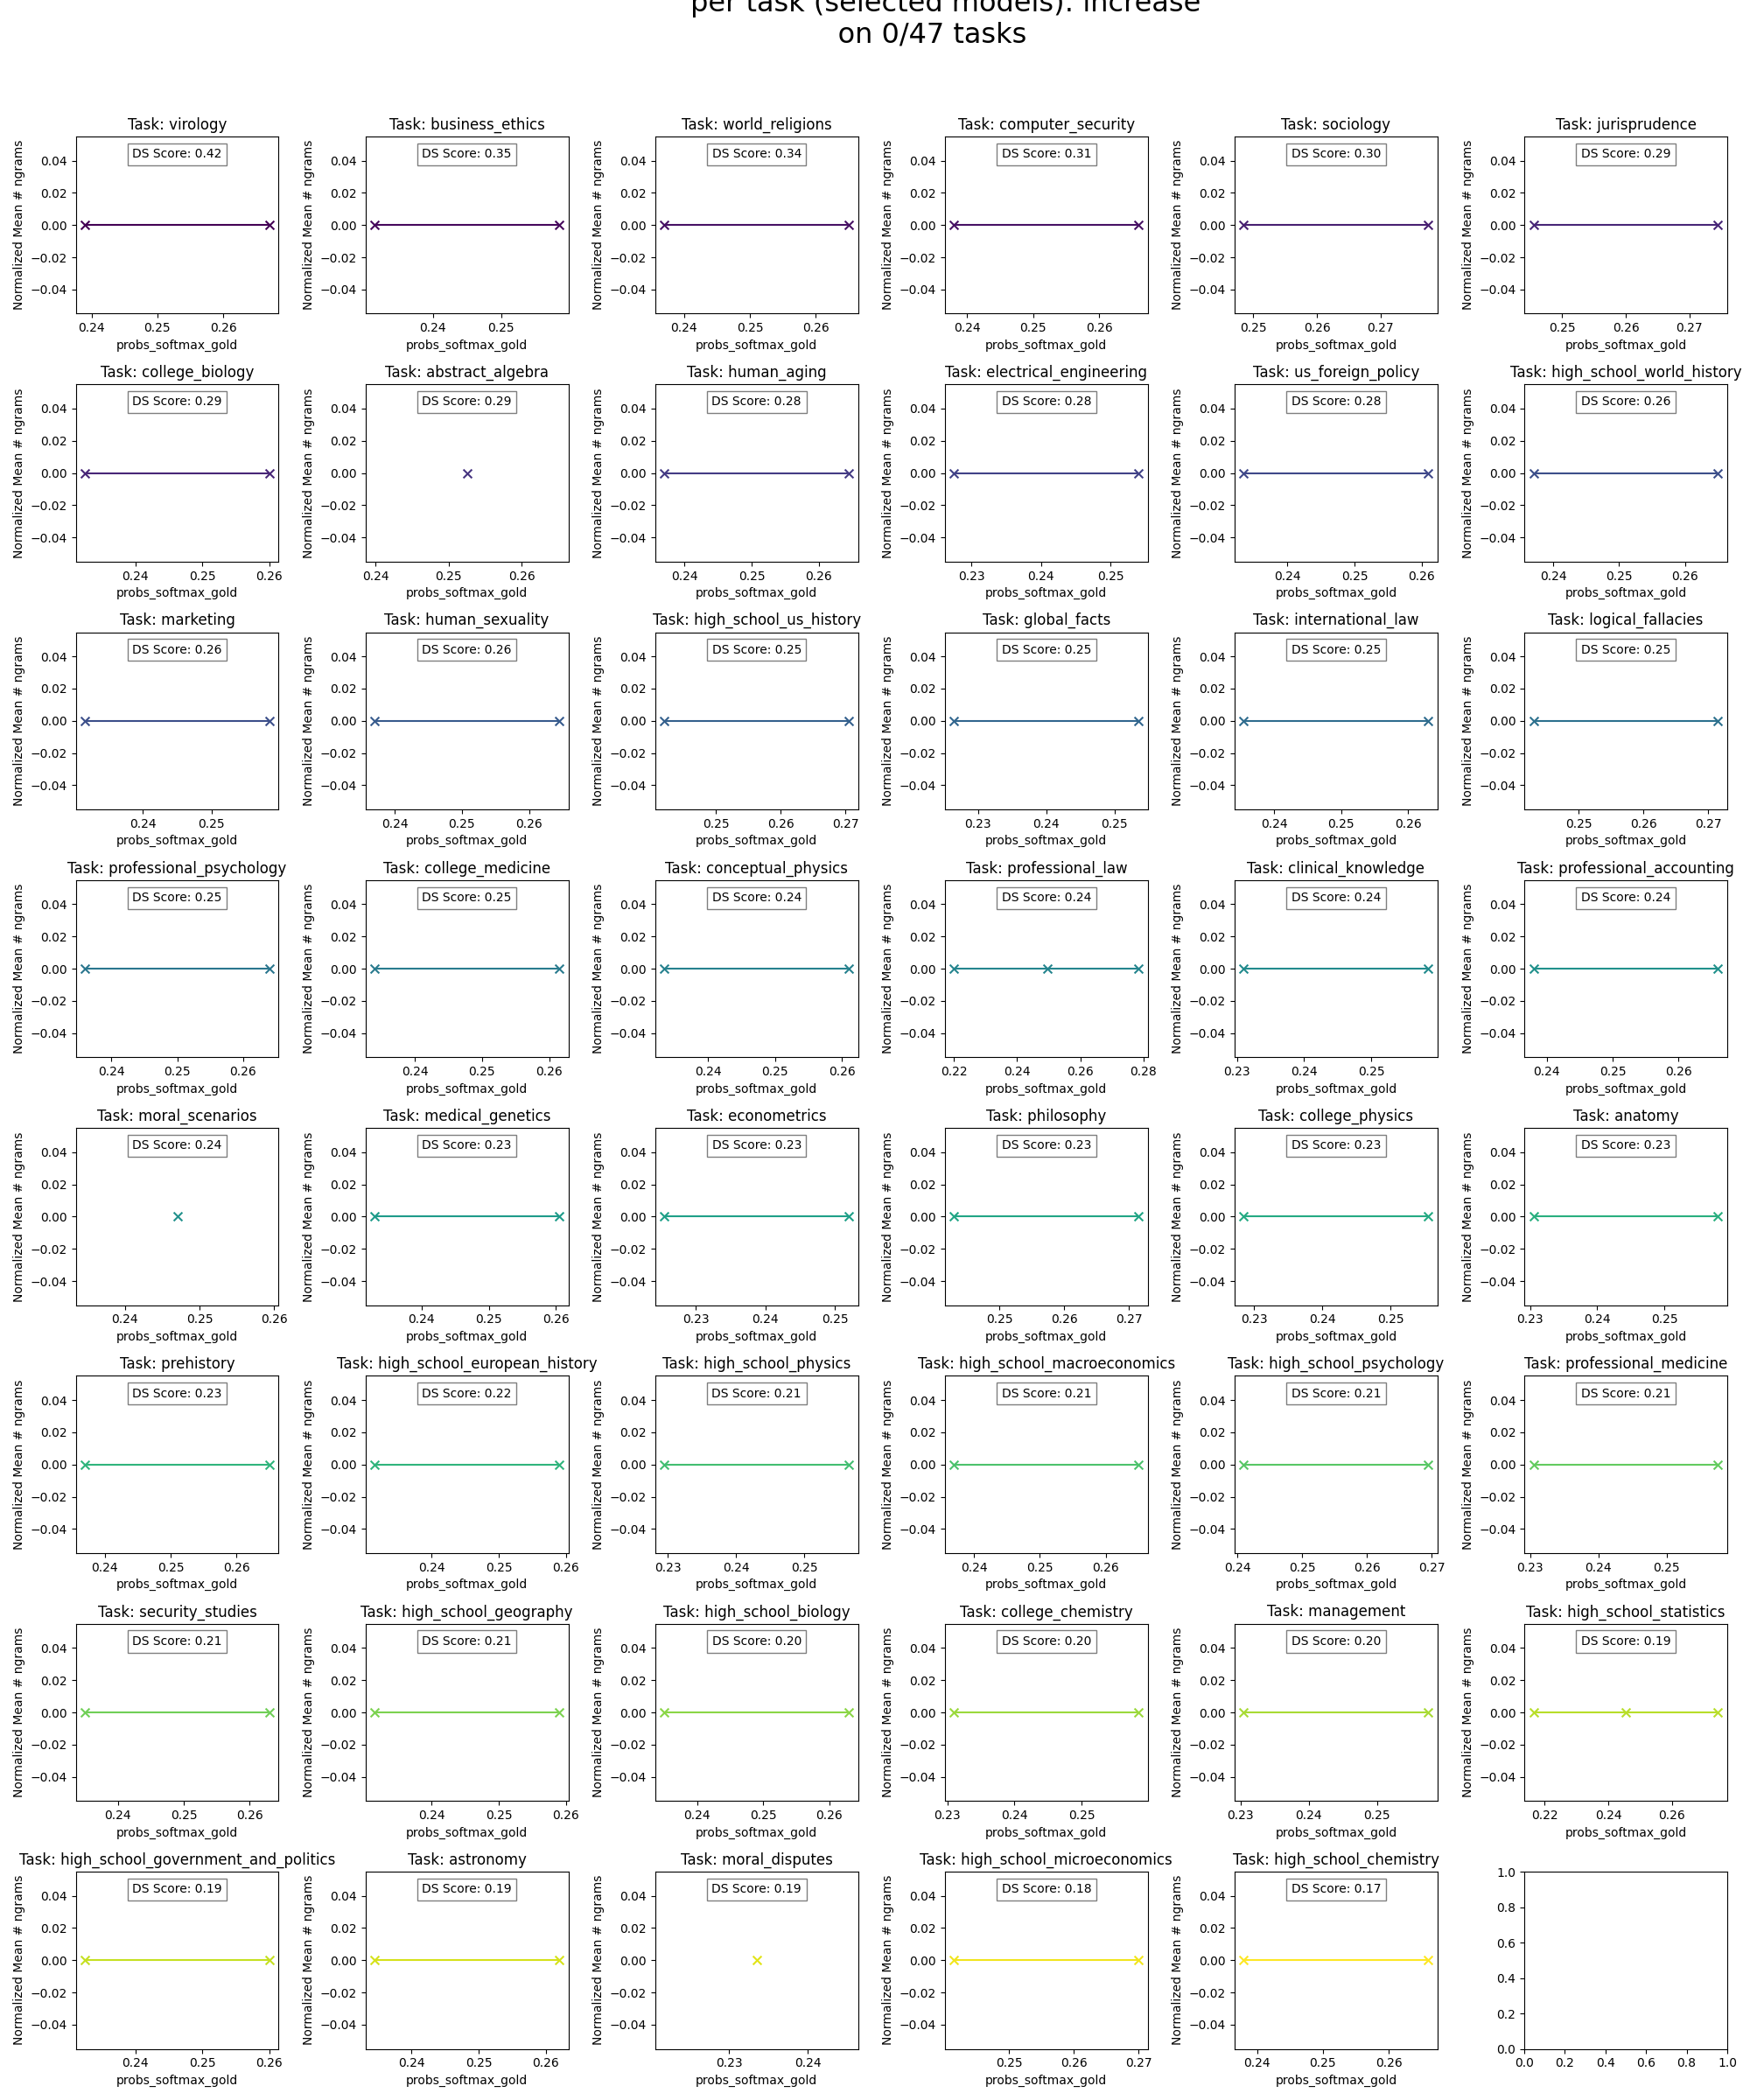 per task (selected models). Increase
on 0/47 tasks
Task: virology
DS Score: 0.42
Normalized Mean # ngrams
0.04
0.02
0.00
−0.02
−0.04
0.24 0.25 0.26
probs_softmax_gold
Task: business_ethics
DS Score: 0.35
Normalized Mean # ngrams
0.04
0.02
0.00
−0.02
−0.04
0.24 0.25
probs_softmax_gold
Task: world_religions
DS Score: 0.34
Normalized Mean # ngrams
0.04
0.02
0.00
−0.02
−0.04
0.24 0.25 0.26
probs_softmax_gold
Task: computer_security
DS Score: 0.31
Normalized Mean # ngrams
0.04
0.02
0.00
−0.02
−0.04
0.24 0.25 0.26
probs_softmax_gold
Task: sociology
DS Score: 0.30
Normalized Mean # ngrams
0.04
0.02
0.00
−0.02
−0.04
0.25 0.26 0.27
probs_softmax_gold
Task: jurisprudence
DS Score: 0.29
Normalized Mean # ngrams
0.04
0.02
0.00
−0.02
−0.04
0.25 0.26 0.27
probs_softmax_gold
Task: college_biology
DS Score: 0.29
Normalized Mean # ngrams
0.04
0.02
0.00
−0.02
−0.04
0.24 0.25 0.26
probs_softmax_gold
Task: abstract_algebra
DS Score: 0.29
Normalized Mean # ngrams
0.04
0.02
0.00
−0.02
−0.04
0.24 0.25 0.26
probs_softmax_gold
Task: human_aging
DS Score: 0.28
Normalized Mean # ngrams
0.04
0.02
0.00
−0.02
−0.04
0.24 0.25 0.26
probs_softmax_gold
Task: electrical_engineering
DS Score: 0.28
Normalized Mean # ngrams
0.04
0.02
0.00
−0.02
−0.04
0.23 0.24 0.25
probs_softmax_gold
Task: us_foreign_policy
DS Score: 0.28
Normalized Mean # ngrams
0.04
0.02
0.00
−0.02
−0.04
0.24 0.25 0.26
probs_softmax_gold
Task: high_school_world_history
DS Score: 0.26
Normalized Mean # ngrams
0.04
0.02
0.00
−0.02
−0.04
0.24 0.25 0.26
probs_softmax_gold
Task: marketing
DS Score: 0.26
Normalized Mean # ngrams
0.04
0.02
0.00
−0.02
−0.04
0.24 0.25
probs_softmax_gold
Task: human_sexuality
DS Score: 0.26
Normalized Mean # ngrams
0.04
0.02
0.00
−0.02
−0.04
0.24 0.25 0.26
probs_softmax_gold
Task: high_school_us_history
DS Score: 0.25
Normalized Mean # ngrams
0.04
0.02
0.00
−0.02
−0.04
0.25 0.26 0.27
probs_softmax_gold
Task: global_facts
DS Score: 0.25
Normalized Mean # ngrams
0.04
0.02
0.00
−0.02
−0.04
0.23 0.24 0.25
probs_softmax_gold
Task: international_law
DS Score: 0.25
Normalized Mean # ngrams
0.04
0.02
0.00
−0.02
−0.04
0.24 0.25 0.26
probs_softmax_gold
Task: logical_fallacies
DS Score: 0.25
Normalized Mean # ngrams
0.04
0.02
0.00
−0.02
−0.04
0.25 0.26 0.27
probs_softmax_gold
Task: professional_psychology
DS Score: 0.25
Normalized Mean # ngrams
0.04
0.02
0.00
−0.02
−0.04
0.24 0.25 0.26
probs_softmax_gold
Task: college_medicine
DS Score: 0.25
Normalized Mean # ngrams
0.04
0.02
0.00
−0.02
−0.04
0.24 0.25 0.26
probs_softmax_gold
Task: conceptual_physics
DS Score: 0.24
Normalized Mean # ngrams
0.04
0.02
0.00
−0.02
−0.04
0.24 0.25 0.26
probs_softmax_gold
Task: professional_law
DS Score: 0.24
Normalized Mean # ngrams
0.04
0.02
0.00
−0.02
−0.04
0.22 0.24 0.26 0.28
probs_softmax_gold
Task: clinical_knowledge
DS Score: 0.24
Normalized Mean # ngrams
0.04
0.02
0.00
−0.02
−0.04
0.23 0.24 0.25
probs_softmax_gold
Task: professional_accounting
DS Score: 0.24
Normalized Mean # ngrams
0.04
0.02
0.00
−0.02
−0.04
0.24 0.25 0.26
probs_softmax_gold
Task: moral_scenarios
DS Score: 0.24
Normalized Mean # ngrams
0.04
0.02
0.00
−0.02
−0.04
0.24 0.25 0.26
probs_softmax_gold
Task: medical_genetics
DS Score: 0.23
Normalized Mean # ngrams
0.04
0.02
0.00
−0.02
−0.04
0.24 0.25 0.26
probs_softmax_gold
Task: econometrics
DS Score: 0.23
Normalized Mean # ngrams
0.04
0.02
0.00
−0.02
−0.04
0.23 0.24 0.25
probs_softmax_gold
Task: philosophy
DS Score: 0.23
Normalized Mean # ngrams
0.04
0.02
0.00
−0.02
−0.04
0.25 0.26 0.27
probs_softmax_gold
Task: college_physics
DS Score: 0.23
Normalized Mean # ngrams
0.04
0.02
0.00
−0.02
−0.04
0.23 0.24 0.25
probs_softmax_gold
Task: anatomy
DS Score: 0.23
Normalized Mean # ngrams
0.04
0.02
0.00
−0.02
−0.04
0.23 0.24 0.25
probs_softmax_gold
Task: prehistory
DS Score: 0.23
Normalized Mean # ngrams
0.04
0.02
0.00
−0.02
−0.04
0.24 0.25 0.26
probs_softmax_gold
Task: high_school_european_history
DS Score: 0.22
Normalized Mean # ngrams
0.04
0.02
0.00
−0.02
−0.04
0.24 0.25 0.26
probs_softmax_gold
Task: high_school_physics
DS Score: 0.21
Normalized Mean # ngrams
0.04
0.02
0.00
−0.02
−0.04
0.23 0.24 0.25
probs_softmax_gold
Task: high_school_macroeconomics
DS Score: 0.21
Normalized Mean # ngrams
0.04
0.02
0.00
−0.02
−0.04
0.24 0.25 0.26
probs_softmax_gold
Task: high_school_psychology
DS Score: 0.21
Normalized Mean # ngrams
0.04
0.02
0.00
−0.02
−0.04
0.24 0.25 0.26 0.27
probs_softmax_gold
Task: professional_medicine
DS Score: 0.21
Normalized Mean # ngrams
0.04
0.02
0.00
−0.02
−0.04
0.23 0.24 0.25
probs_softmax_gold
Task: security_studies
DS Score: 0.21
Normalized Mean # ngrams
0.04
0.02
0.00
−0.02
−0.04
0.24 0.25 0.26
probs_softmax_gold
Task: high_school_geography
DS Score: 0.21
Normalized Mean # ngrams
0.04
0.02
0.00
−0.02
−0.04
0.24 0.25 0.26
probs_softmax_gold
Task: high_school_biology
DS Score: 0.20
Normalized Mean # ngrams
0.04
0.02
0.00
−0.02
−0.04
0.24 0.25 0.26
probs_softmax_gold
Task: college_chemistry
DS Score: 0.20
Normalized Mean # ngrams
0.04
0.02
0.00
−0.02
−0.04
0.23 0.24 0.25
probs_softmax_gold
Task: management
DS Score: 0.20
Normalized Mean # ngrams
0.04
0.02
0.00
−0.02
−0.04
0.23 0.24 0.25
probs_softmax_gold
Task: high_school_statistics
DS Score: 0.19
Normalized Mean # ngrams
0.04
0.02
0.00
−0.02
−0.04
0.22 0.24 0.26
probs_softmax_gold
Task: high_school_government_and_politics
DS Score: 0.19
Normalized Mean # ngrams
0.04
0.02
0.00
−0.02
−0.04
0.24 0.25 0.26
probs_softmax_gold
Task: astronomy
DS Score: 0.19
Normalized Mean # ngrams
0.04
0.02
0.00
−0.02
−0.04
0.24 0.25 0.26
probs_softmax_gold
Task: moral_disputes
DS Score: 0.19
Normalized Mean # ngrams
0.04
0.02
0.00
−0.02
−0.04
0.23 0.24
probs_softmax_gold
Task: high_school_microeconomics
DS Score: 0.18
Normalized Mean # ngrams
0.04
0.02
0.00
−0.02
−0.04
0.25 0.26 0.27
probs_softmax_gold
Task: high_school_chemistry
DS Score: 0.17
Normalized Mean # ngrams
0.04
0.02
0.00
−0.02
−0.04
0.24 0.25 0.26
probs_softmax_gold
1.0
0.8
0.6
0.4
0.2
0.0
0.0 0.2 0.4 0.6 0.8 1.0